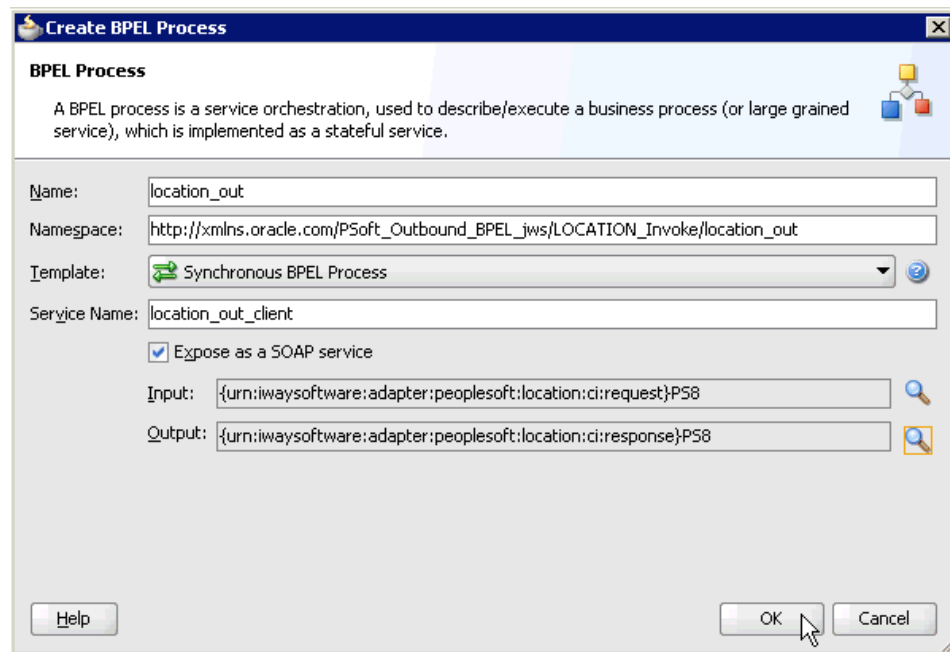 Create BPEL Process
BPEL Process
A BPEL process is a service orchestration, used to describe/execute a business process (or large grained
service), which is implemented as a stateful service.
Name: location_out
Namespace: http://xmlns.oracle.com/PSoft_Outbound_BPEL_jws/LOCATION_Invoke/location_out
Template: Synchronous BPEL Process
Service Name: location_out_client
Expose as a SOAP service
Input: {urn:iwaysoftware:adapter:peoplesoft:location:ci:request}PS8
Output: {urn:iwaysoftware:adapter:peoplesoft:location:ci:response}PS8
Help OK Cancel